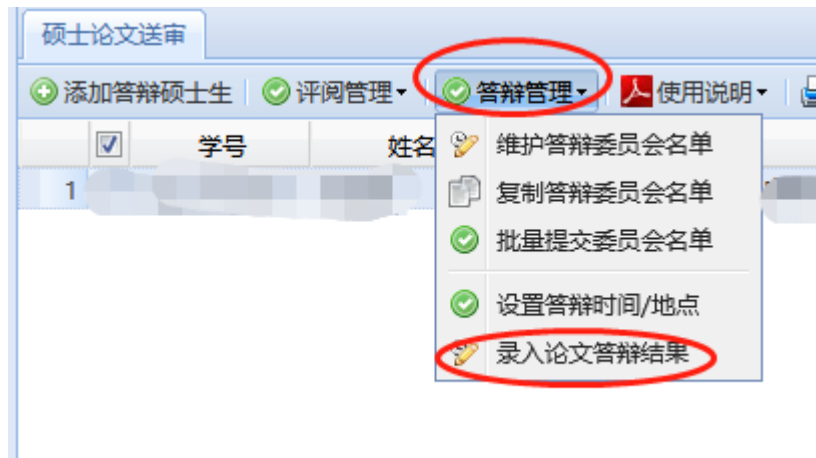 硕士论文送审
添加答辩硕士生 评阅管理 答辩管理 使用说明
学号 姓名
1
维护答辩委员会名单
复制答辩委员会名单
批量提交委员会名单
设置答辩时间/地点
录入论文答辩结果